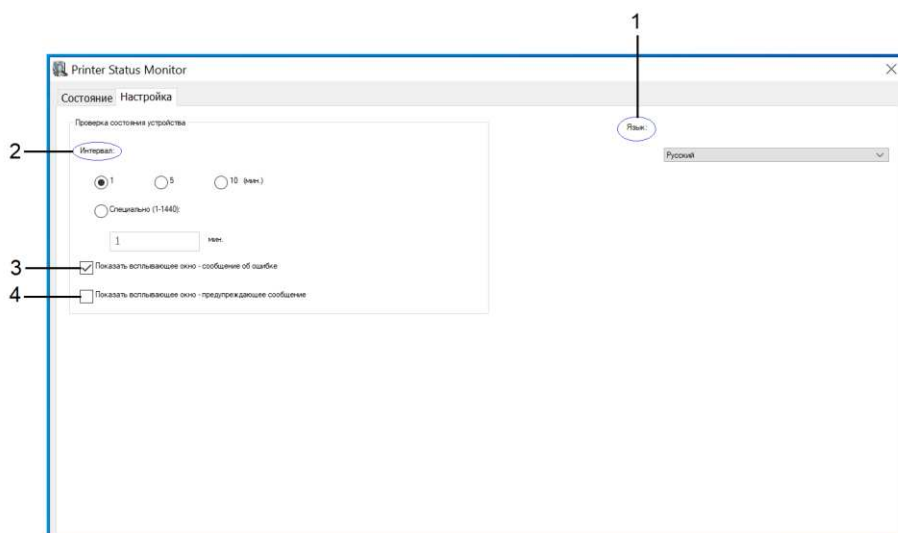 1
Printer Status Monitor
Состояние Настройка
Проверка состояния устройства
Язык:
2
Интервал:
Русский
1 5 10 (мин.)
Специально (1-1440):
1 мин.
3
Показать всплывающее окно - сообщение об ошибке
4
Показать всплывающее окно - предупреждающее сообщение